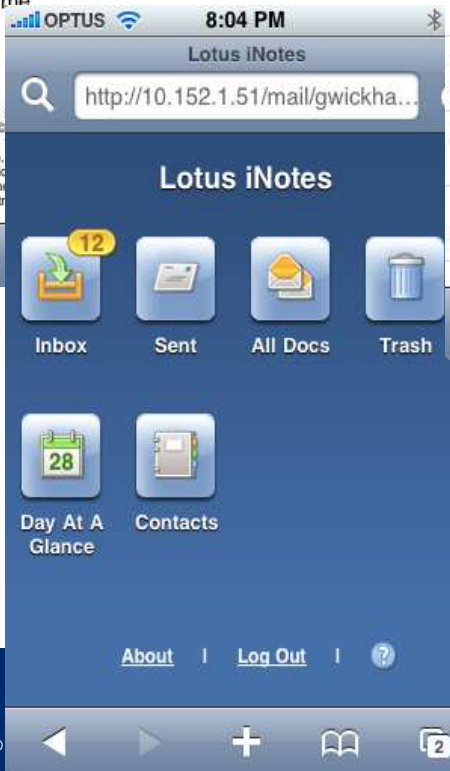 OPTUS 8:04 PM
Lotus iNotes
http://10.152.1.51/mail/gwickha...
Lotus iNotes
12
Inbox Sent All Docs Trash
28
Day At A Contacts
Glance
About | Log Out | ?
2